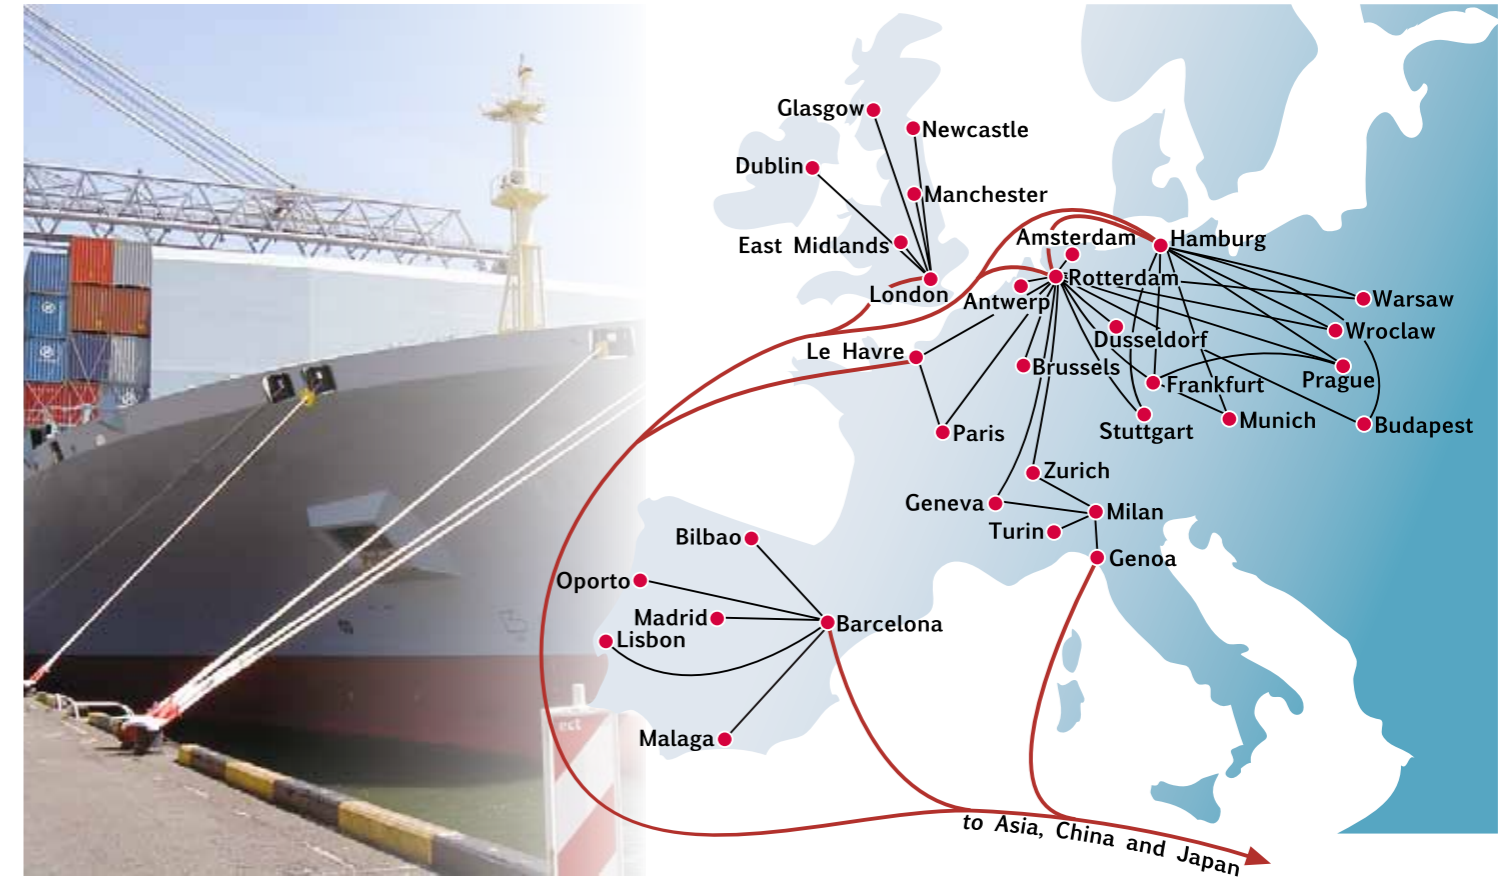 Glasgow
Newcastle
Dublin
Manchester
East Midlands
London
Amsterdam
Hamburg
Rotterdam
Antwerp
Warsaw
Wroclaw
Dusseldorf
Le Havre
Brussels
Prague
Frankfurt
Paris
Stuttgart
Munich
Budapest
Zurich
Geneva
Milan
Turin
Genoa
Bilbao
Oporto
Madrid
Barcelona
Lisbon
Malaga
ect
to Asia, China and Japan